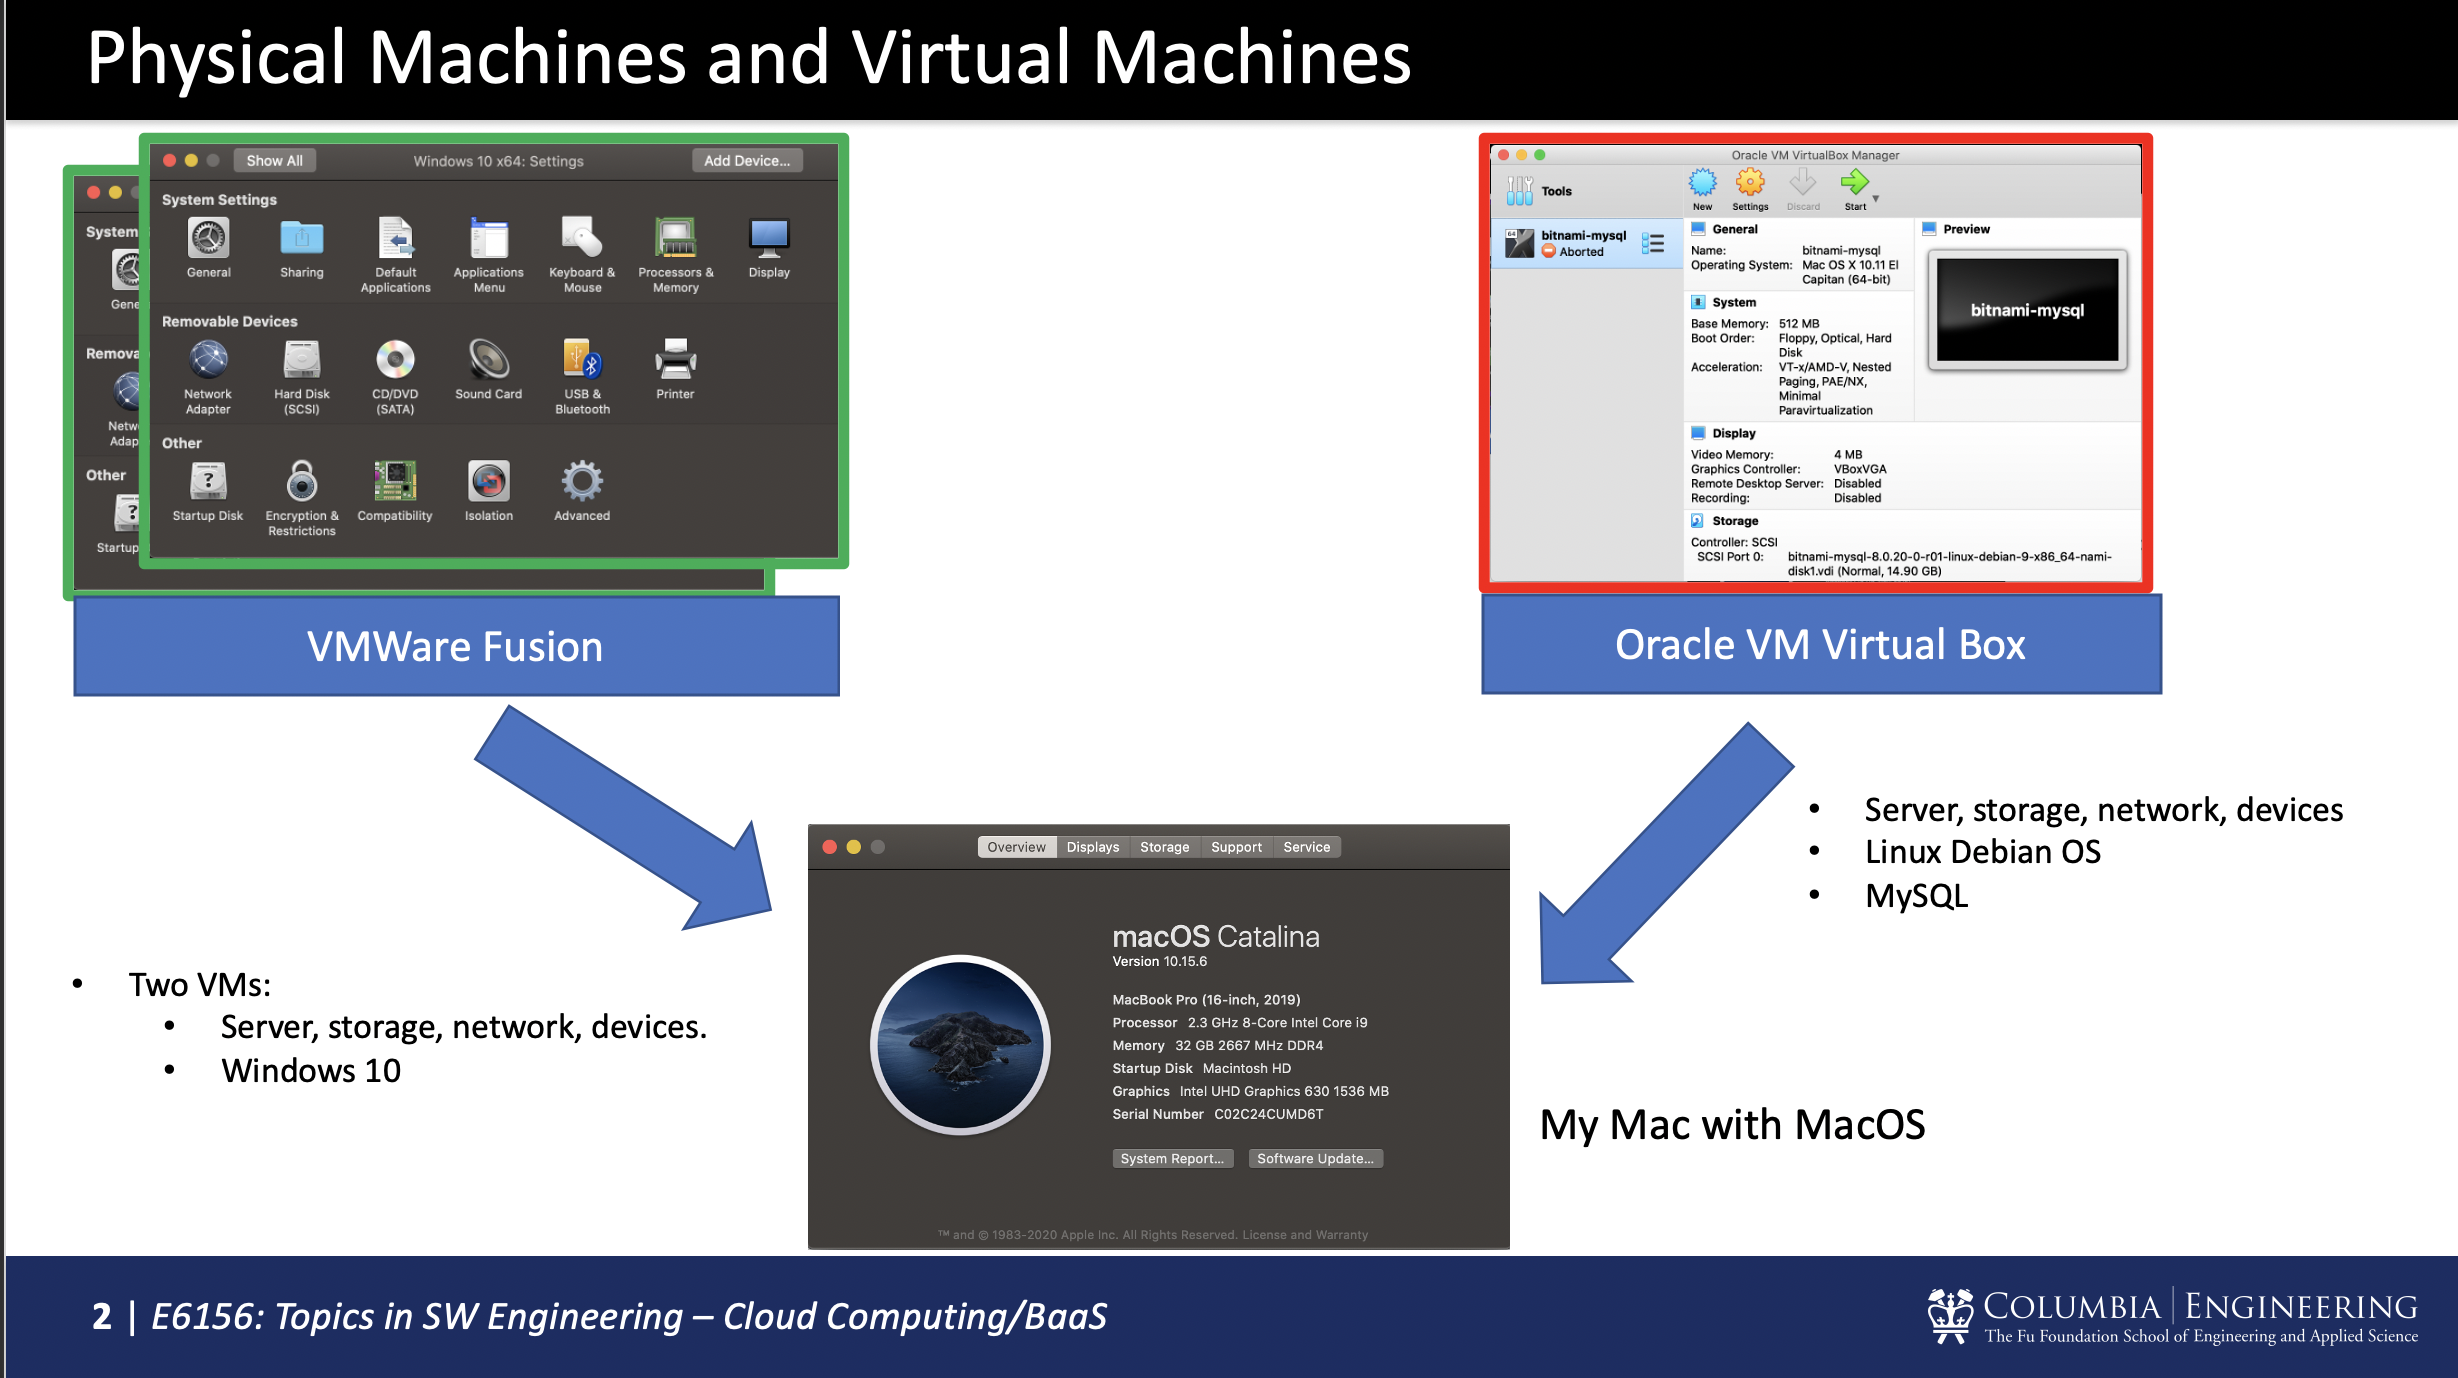 Physical Machines and Virtual Machines
Show All
Windows 10 x64: Settings
Add Device...
System Settings
General
Sharing
Default Applications
Applications Menu
Keyboard & Mouse
Processors & Memory
Display
Removable Devices
Network Adapter
Hard Disk (SCSI)
CD/DVD (SATA)
Sound Card
USB & Bluetooth
Printer
Other
Startup Disk
Encryption & Restrictions
Compatibility
Isolation
Advanced
System
Gene
Remova
Netw
Adap
Other
Startup
VMWare Fusion
Oracle VM VirtualBox Manager
Tools
New
Settings
Discard
Start
64
bitnami-mysql
Aborted
General
Name: bitnami-mysql
Operating System: Mac OS X 10.11 El
Capitan (64-bit)
Preview
bitnami-mysql
System
Base Memory: 512 MB
Boot Order: Floppy, Optical, Hard
Disk
Acceleration: VT-x/AMD-V, Nested
Paging, PAE/NX,
Minimal
Paravirtualization
Display
Video Memory: 4 MB
Graphics Controller: VBoxVGA
Remote Desktop Server: Disabled
Recording: Disabled
Storage
Controller: SCSI
SCSI Port 0: bitnami-mysql-8.0.20-0-r01-linux-debian-9-x86_64-nami-
disk1.vdi (Normal, 14.90 GB)
Oracle VM Virtual Box
• Server, storage, network, devices
• Linux Debian OS
• MySQL
• Two VMs:
• Server, storage, network, devices.
• Windows 10
Overview
Displays
Storage
Support
Service
macOS Catalina
Version 10.15.6
MacBook Pro (16-inch, 2019)
Processor 2.3 GHz 8-Core Intel Core i9
Memory 32 GB 2667 MHz DDR4
Startup Disk Macintosh HD
Graphics Intel UHD Graphics 630 1536 MB
Serial Number C02C24CUMD6T
System Report...
Software Update...
™ and © 1983-2020 Apple Inc. All Rights Reserved. License and Warranty
My Mac with MacOS
2 | E6156: Topics in SW Engineering – Cloud Computing/BaaS
COLUMBIA | ENGINEERING
The Fu Foundation School of Engineering and Applied Science